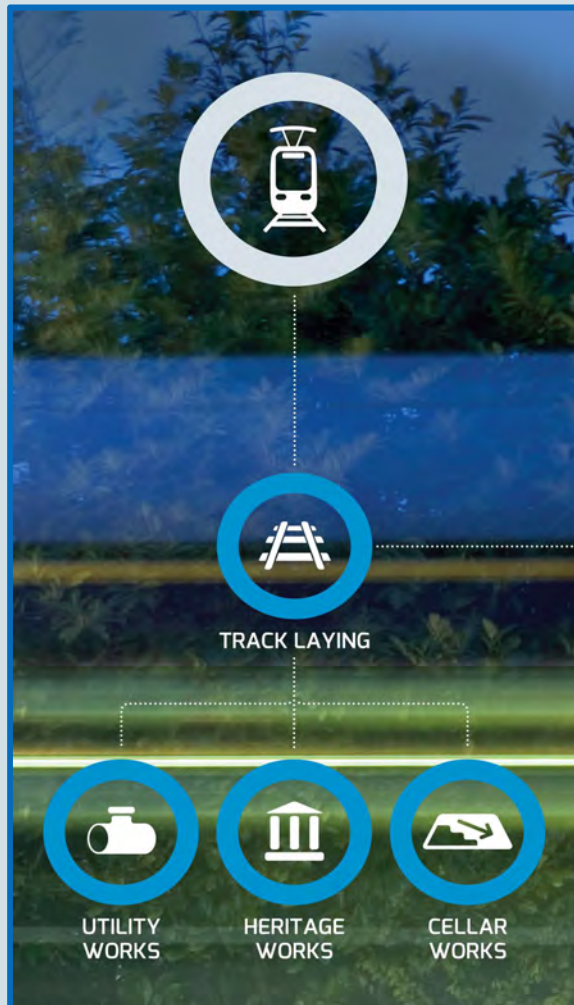 TRACK LAYING
UTILITY
WORKS
HERITAGE
WORKS
CELLAR
WORKS